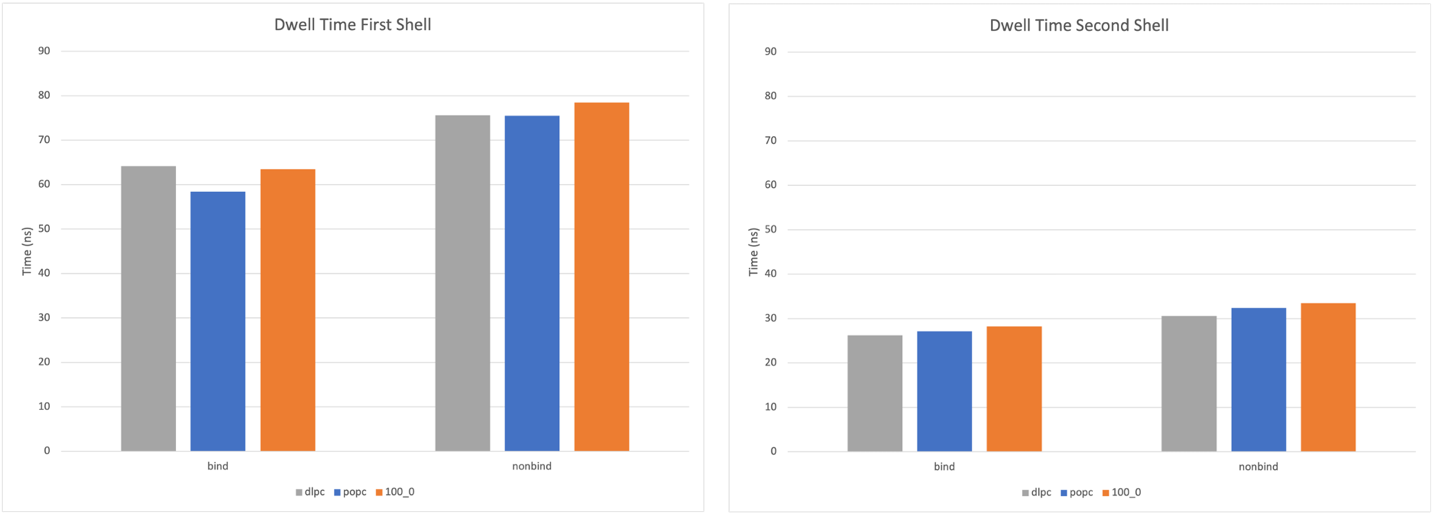 Dwell Time First Shell
90
80
70
60
50
40
30
20
10
0
Time (ns)
bind nonbind
dlpc popc 100_0
Dwell Time Second Shell
90
80
70
60
50
40
30
20
10
0
Time (ns)
bind nonbind
dlpc popc 100_0